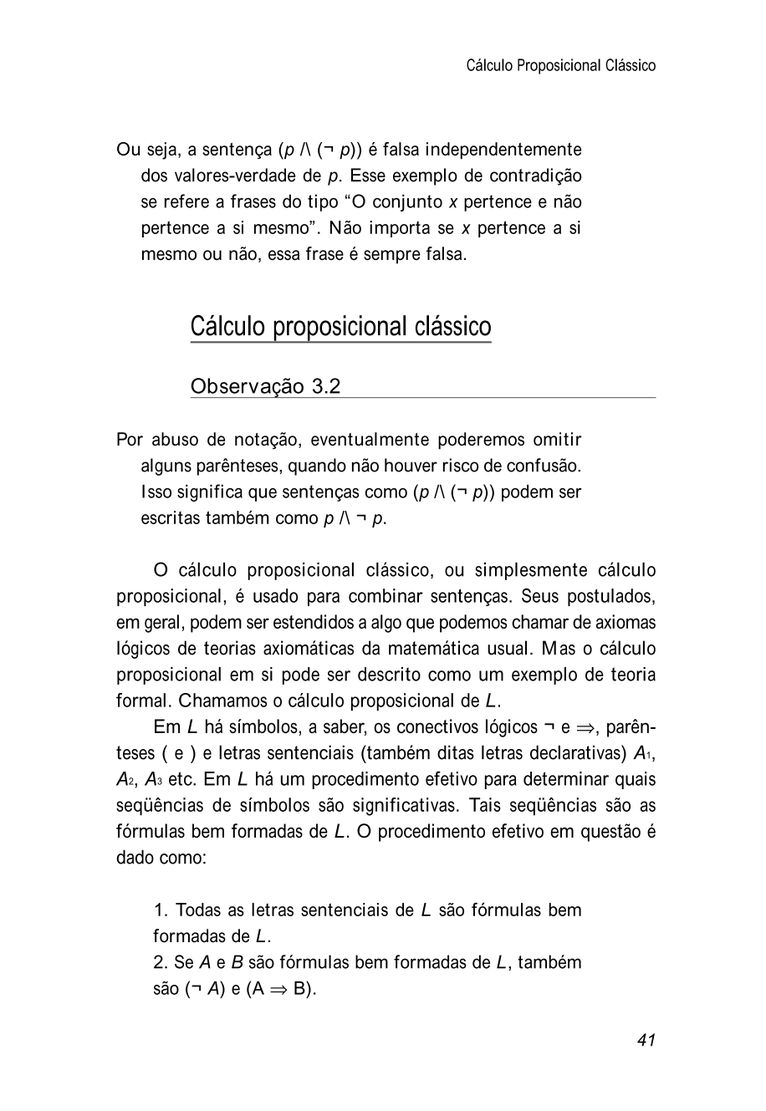 Cálculo Proposicional Clássico
Ou seja, a sentença (p /\ (¬ p)) é falsa independentemente
dos valores-verdade de p. Esse exemplo de contradição
se refere a frases do tipo “O conjunto x pertence e não
pertence a si mesmo”. Não importa se x pertence a si
mesmo ou não, essa frase é sempre falsa.
Cálculo proposicional clássico
Observação 3.2
Por abuso de notação, eventualmente poderemos omitir
alguns parênteses, quando não houver risco de confusão.
Isso significa que sentenças como (p /\ (¬ p)) podem ser
escritas também como p /\ ¬ p.
O cálculo proposicional clássico, ou simplesmente cálculo
proposicional, é usado para combinar sentenças. Seus postulados,
em geral, podem ser estendidos a algo que podemos chamar de axiomas
lógicos de teorias axiomáticas da matemática usual. Mas o cálculo
proposicional em si pode ser descrito como um exemplo de teoria
formal. Chamamos o cálculo proposicional de L.
Em L há símbolos, a saber, os conectivos lógicos ¬ e ⇒, parên-
teses ( e ) e letras sentenciais (também ditas letras declarativas) A₁,
A₂, A₃ etc. Em L há um procedimento efetivo para determinar quais
seqüências de símbolos são significativas. Tais seqüências são as
fórmulas bem formadas de L. O procedimento efetivo em questão é
dado como:
1. Todas as letras sentenciais de L são fórmulas bem
formadas de L.
2. Se A e B são fórmulas bem formadas de L, também
são (¬ A) e (A ⇒ B).
41